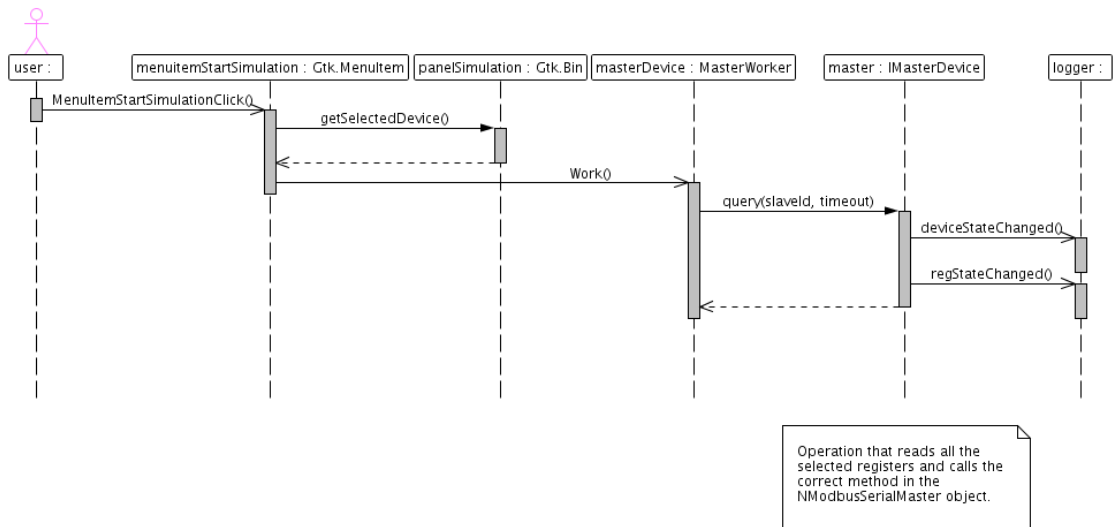 user :
menuitemStartSimulation : Gtk.MenuItem
panelSimulation : Gtk.Bin
masterDevice : MasterWorker
master : IMasterDevice
logger :
MenuItemStartSimulationClick()
getSelectedDevice()
Work()
query(slaveId, timeout)
deviceStateChanged()
regStateChanged()
Operation that reads all the
selected registers and calls the
correct method in the
NModbusSerialMaster object.